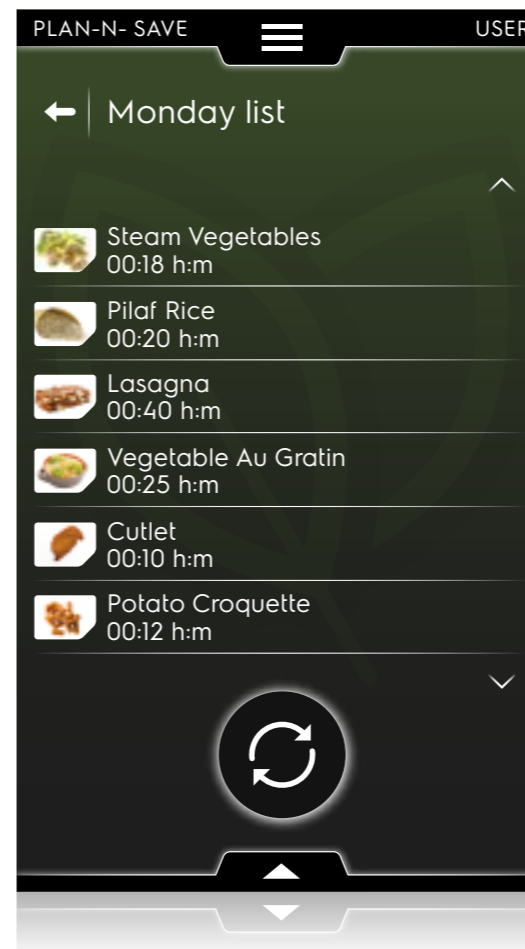 PLAN-N- SAVE
USER
Monday list
Steam Vegetables
00:18 h:m
Pilaf Rice
00:20 h:m
Lasagna
00:40 h:m
Vegetable Au Gratin
00:25 h:m
Cutlet
00:10 h:m
Potato Croquette
00:12 h:m